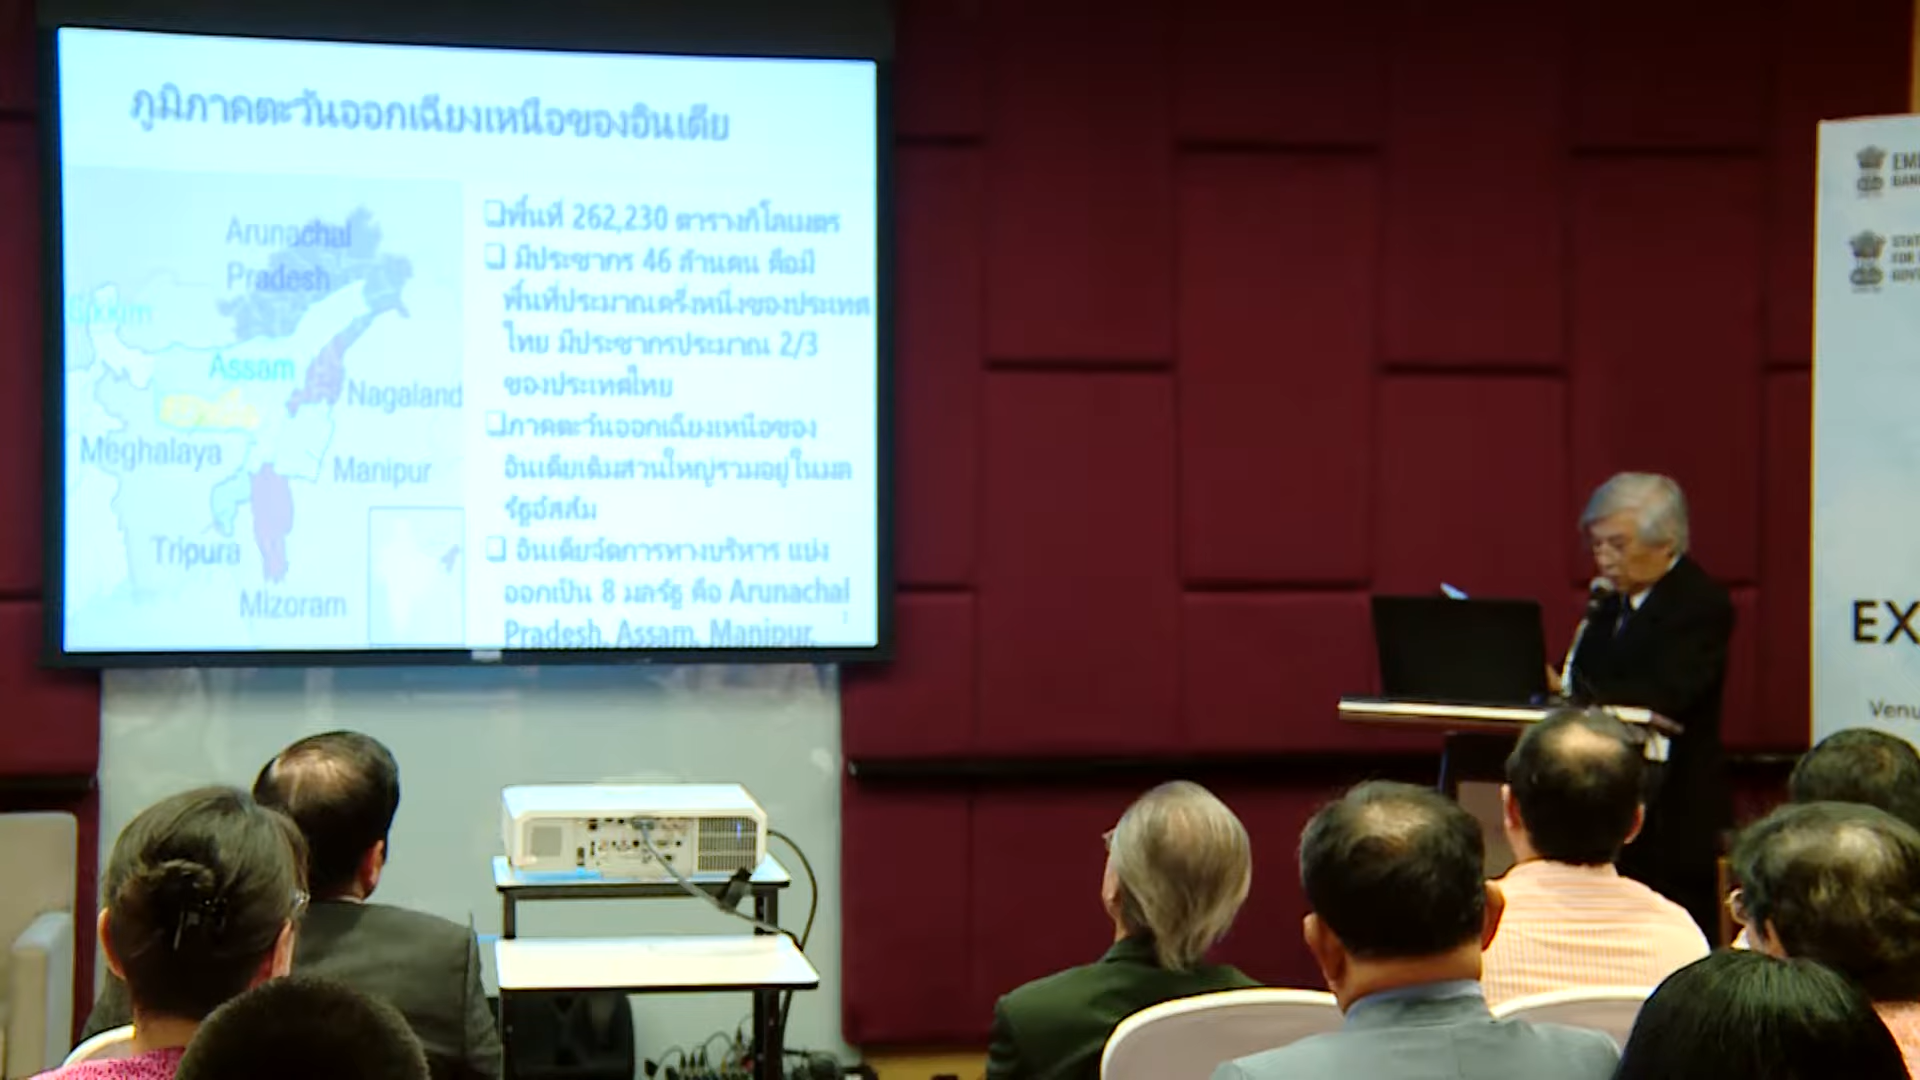 ภูมิภาคตะวันออกเฉียงเหนือของอินเดีย
Arunachal
Pradesh
Sikkim
Assam
Nagaland
Meghalaya
Manipur
Tripura
Mizoram
❑พื้นที่ 262,230 ตารางกิโลเมตร
❑ มีประชากร 46 ล้านคน คือมี
พื้นที่ประมาณครึ่งหนึ่งของประเทศ
ไทย มีประชากรประมาณ 2/3
ของประเทศไทย
❑ภาคตะวันออกเฉียงเหนือของ
อินเดียเดิมส่วนใหญ่รวมอยู่ในมล
รัฐอัสสัม
❑ อินเดียจัดการทางบริหาร แบ่ง
ออกเป็น 8 มลรัฐ คือ Arunachal
Pradesh, Assam, Manipur,
EX
Venu